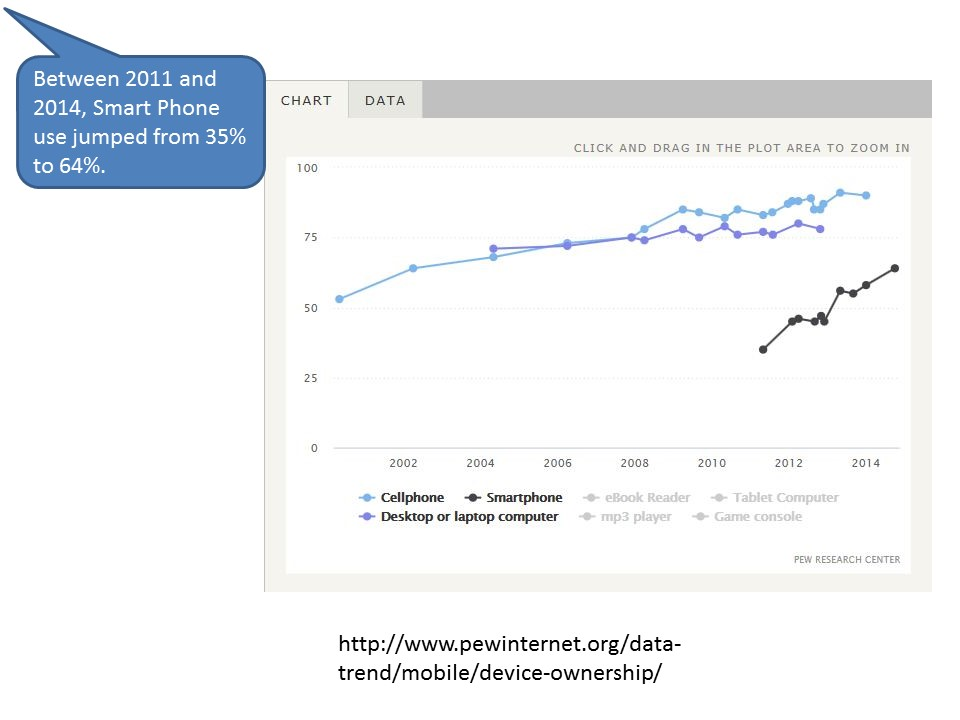 Between 2011 and
2014, Smart Phone
use jumped from 35%
to 64%.
CHART DATA
CLICK AND DRAG IN THE PLOT AREA TO ZOOM IN
100
75
50
25
0
2002 2004 2006 2008 2010 2012 2014
Cellphone Smartphone eBook Reader Tablet Computer
Desktop or laptop computer mp3 player Game console
PEW RESEARCH CENTER
http://www.pewinternet.org/data-
trend/mobile/device-ownership/